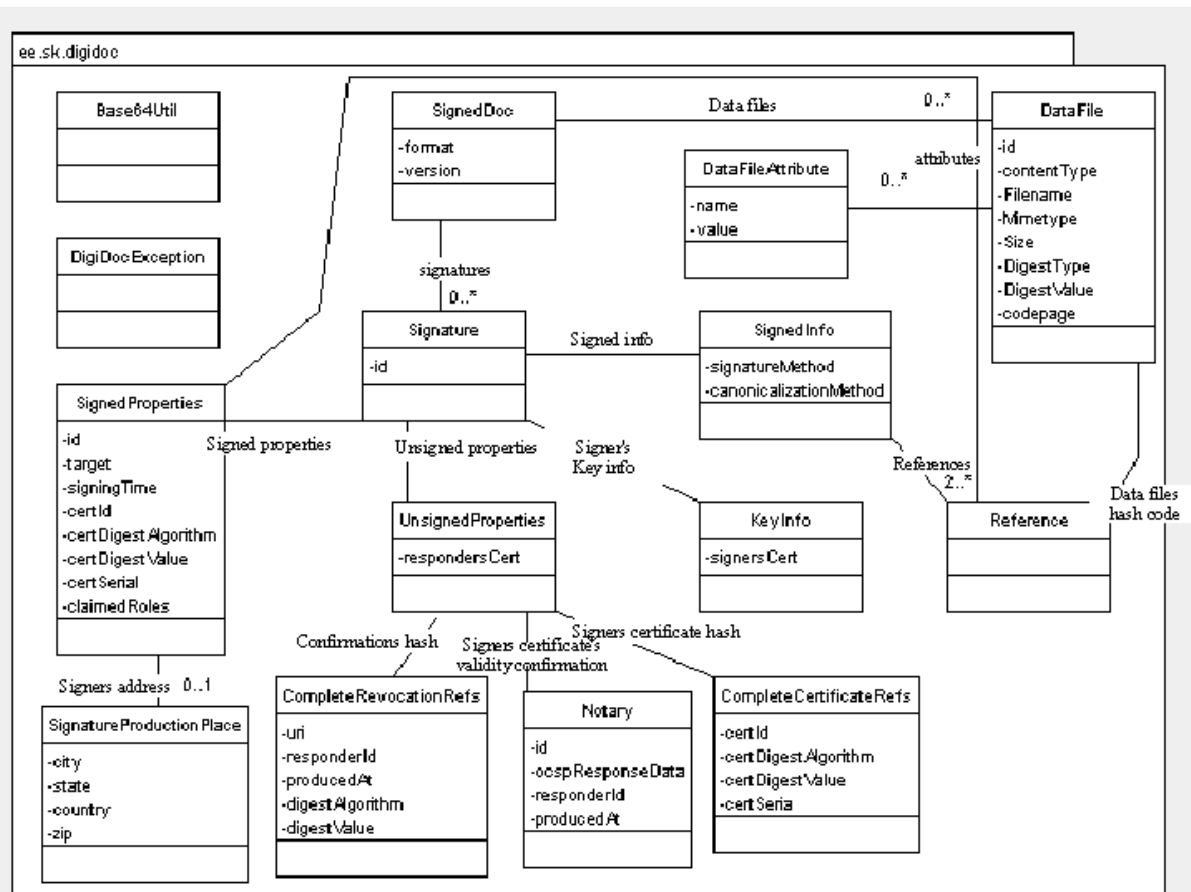 ee.sk.digidoc
Base64Util
SignedDoc
-format
-version
Data files
0..*
DataFile
-id
-contentType
-Filename
-Mimetype
-Size
-DigestType
-DigestValue
-codepage
attributes
0..*
DataFileAttribute
-name
-value
DigiDocException
signatures
0..*
Signature
-id
Signed info
SignedInfo
-signatureMethod
-canonicalizationMethod
Signed Properties
-id
-target
-signingTime
-certId
-certDigestAlgorithm
-certDigestValue
-certSerial
-claimedRoles
Signed properties
Unsigned properties
Signer's
Key info
References
2..*
Data files
hash code
UnsignedProperties
-respondersCert
KeyInfo
-signersCert
Reference
Confirmations hash
Signers certificate's
validity confirmation
Signers certificate hash
Signers address 0..1
SignatureProductionPlace
-city
-state
-country
-zip
CompleteRevocationRefs
-uri
-responderId
-producedAt
-digestAlgorithm
-digestValue
Notary
-id
-ocspResponseData
-responderId
-producedAt
CompleteCertificateRefs
-certId
-certDigestAlgorithm
-certDigestValue
-certSeria